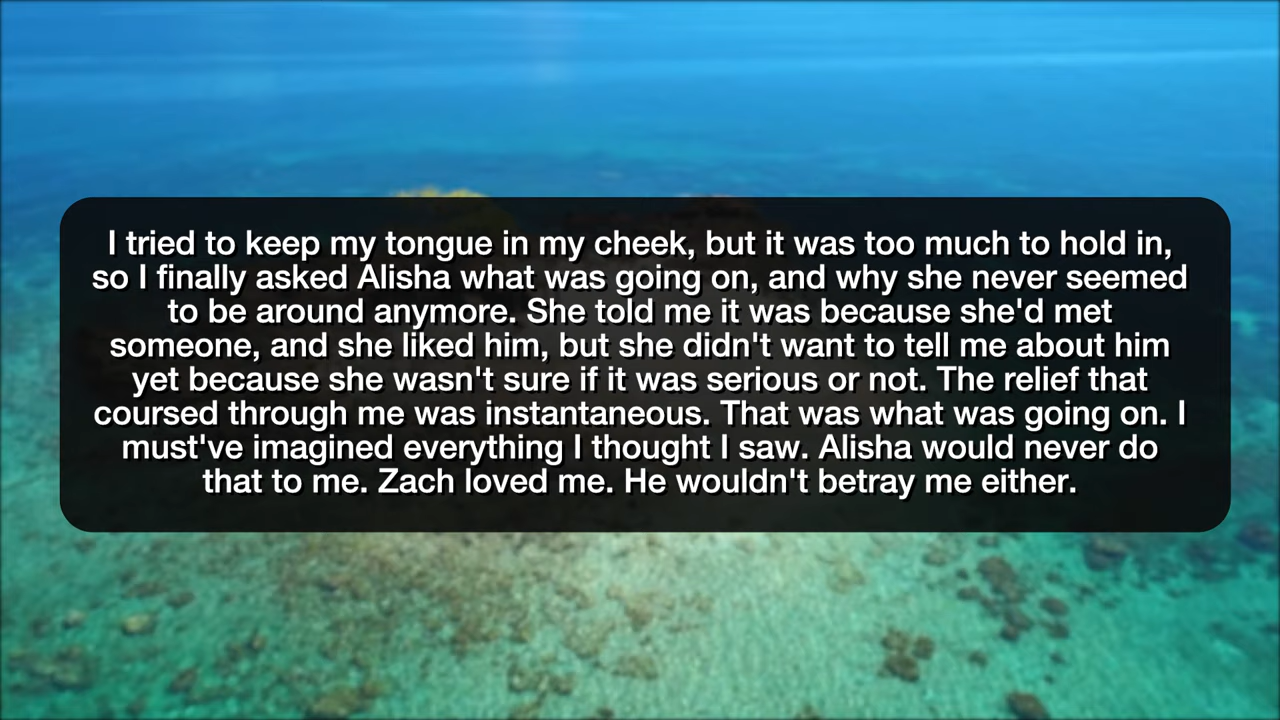 I tried to keep my tongue in my cheek, but it was too much to hold in,
so I finally asked Alisha what was going on, and why she never seemed
to be around anymore. She told me it was because she'd met
someone, and she liked him, but she didn't want to tell me about him
yet because she wasn't sure if it was serious or not. The relief that
coursed through me was instantaneous. That was what was going on. I
must've imagined everything I thought I saw. Alisha would never do
that to me. Zach loved me. He wouldn't betray me either.